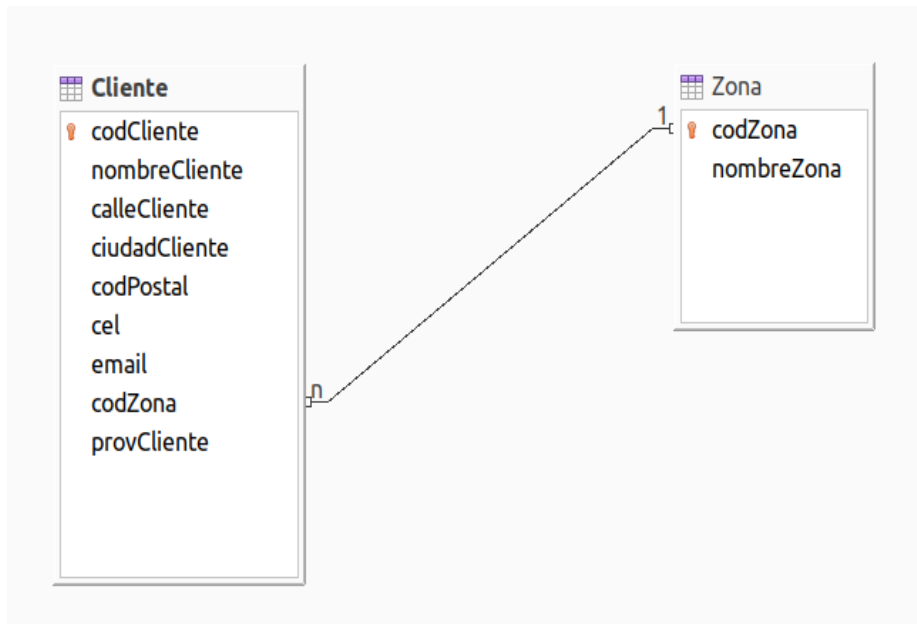 Cliente
codCliente
nombreCliente
calleCliente
ciudadCliente
codPostal
cel
email
codZona
provCliente
n
1
Zona
codZona
nombreZona